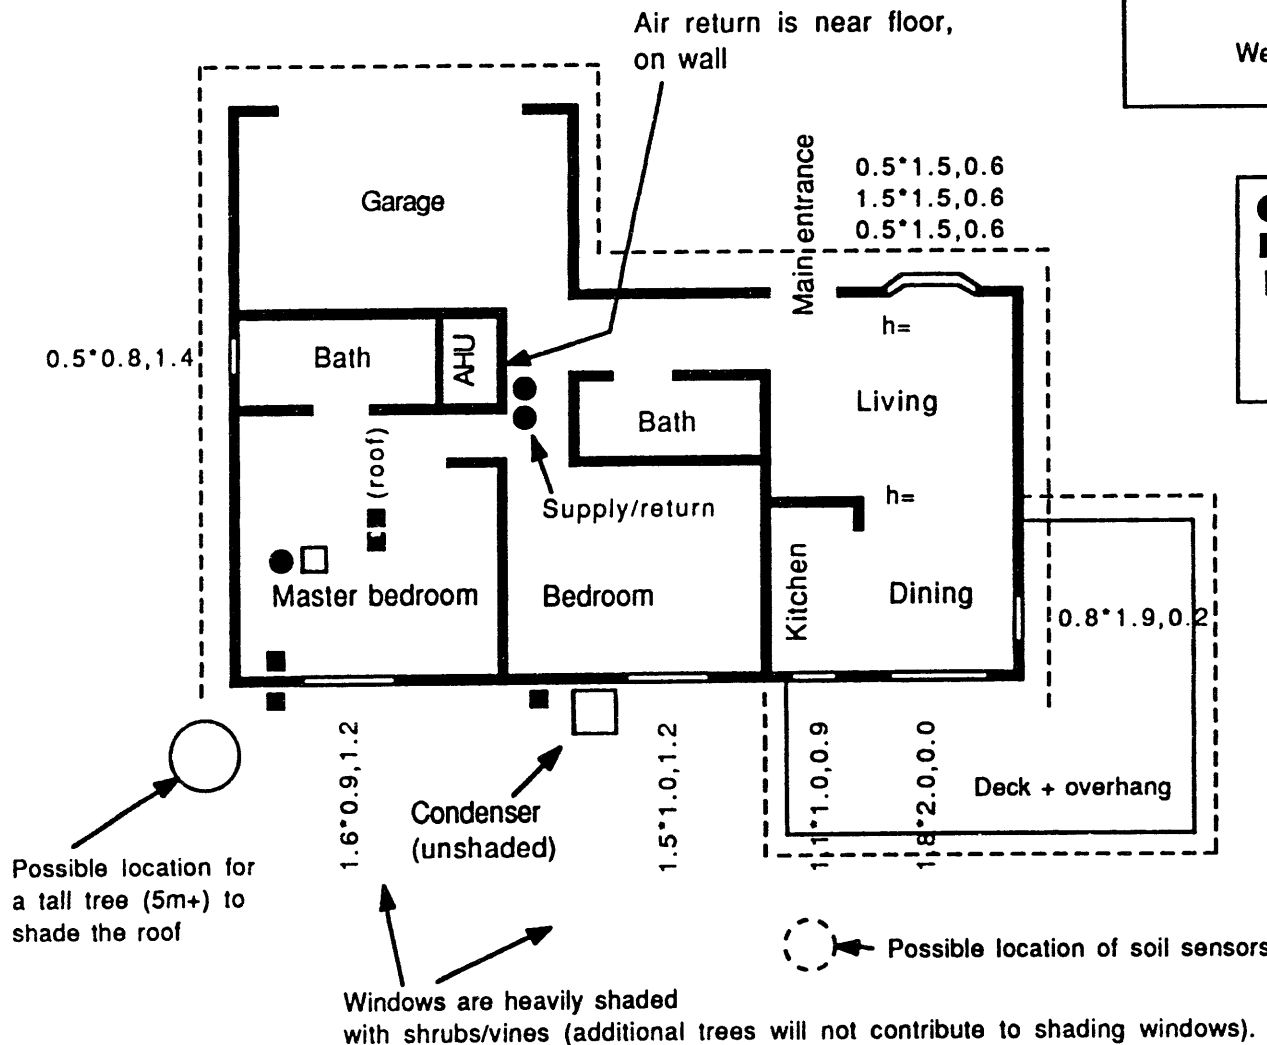 Air return is near floor,
on wall
We
Garage
Main entrance
0.5*1.5,0.6
1.5*1.5,0.6
0.5*1.5,0.6
h=
0.5*0.8,1.4
Bath
AHU
Living
Bath
(roof)
h=
Supply/return
Master bedroom
Bedroom
Kitchen
Dining
0.8*1.9,0.2
1.6*0.9,1.2
1.5*1.0,1.2
1.1*1.0,0.9
1.8*2.0,0.0
Deck + overhang
Condenser
(unshaded)
Possible location for
a tall tree (5m+) to
shade the roof
Possible location of soil sensors
Windows are heavily shaded
with shrubs/vines (additional trees will not contribute to shading windows).